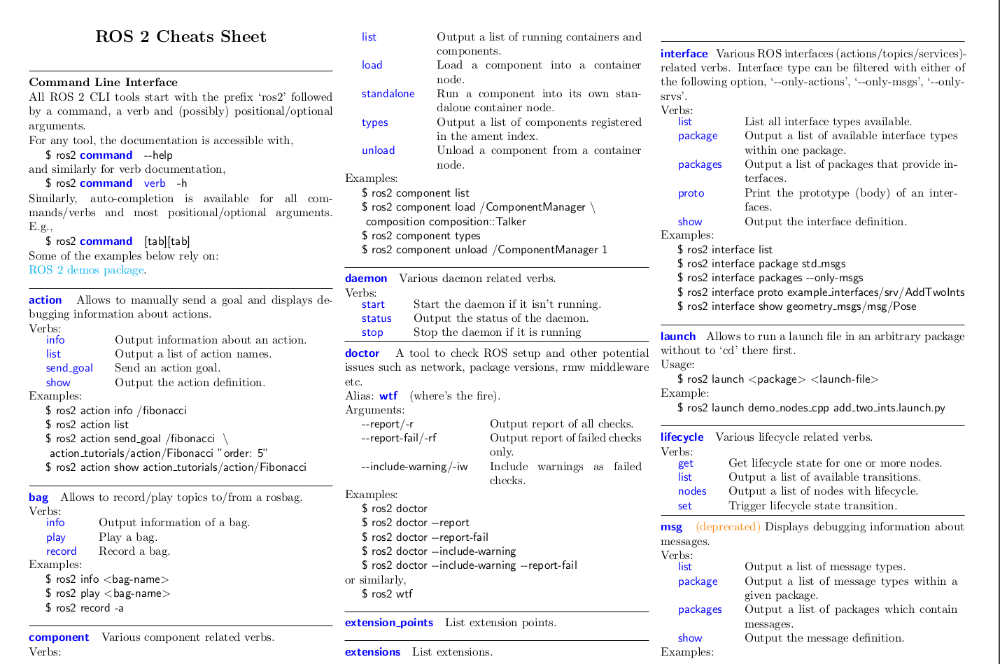 ROS 2 Cheats Sheet
Command Line Interface
All ROS 2 CLI tools start with the prefix ‘ros2’ followed
by a command, a verb and (possibly) positional/optional
arguments.
For any tool, the documentation is accessible with,
$ ros2 command --help
and similarly for verb documentation,
$ ros2 command verb -h
Similarly, auto-completion is available for all com-
mands/verbs and most positional/optional arguments.
E.g.,
$ ros2 command [tab][tab]
Some of the examples below rely on:
ROS 2 demos package.
action Allows to manually send a goal and displays de-
bugging information about actions.
Verbs:
info Output information about an action.
list Output a list of action names.
send_goal Send an action goal.
show Output the action definition.
Examples:
$ ros2 action info /fibonacci
$ ros2 action list
$ ros2 action send_goal /fibonacci \
action_tutorials/action/Fibonacci "order: 5"
$ ros2 action show action_tutorials/action/Fibonacci
bag Allows to record/play topics to/from a rosbag.
Verbs:
info Output information of a bag.
play Play a bag.
record Record a bag.
Examples:
$ ros2 info <bag-name>
$ ros2 play <bag-name>
$ ros2 record -a
component Various component related verbs.
Verbs:
list Output a list of running containers and
components.
load Load a component into a container
node.
standalone Run a component into its own stan-
dalone container node.
types Output a list of components registered
in the ament index.
unload Unload a component from a container
node.
Examples:
$ ros2 component list
$ ros2 component load /ComponentManager \
composition composition::Talker
$ ros2 component types
$ ros2 component unload /ComponentManager 1
daemon Various daemon related verbs.
Verbs:
start Start the daemon if it isn’t running.
status Output the status of the daemon.
stop Stop the daemon if it is running
doctor A tool to check ROS setup and other potential
issues such as network, package versions, rmw middleware
etc.
Alias: wtf (where’s the fire).
Arguments:
--report/-r Output report of all checks.
--report-fail/-rf Output report of failed checks
only.
--include-warning/-iw Include warnings as failed
checks.
Examples:
$ ros2 doctor
$ ros2 doctor --report
$ ros2 doctor --report-fail
$ ros2 doctor --include-warning
$ ros2 doctor --include-warning --report-fail
or similarly,
$ ros2 wtf
extension_points List extension points.
extensions List extensions.
interface Various ROS interfaces (actions/topics/services)-
related verbs. Interface type can be filtered with either of
the following option, ‘--only-actions’, ‘--only-msgs’, ‘--only-
srvs’.
Verbs:
list List all interface types available.
package Output a list of available interface types
within one package.
packages Output a list of packages that provide in-
terfaces.
proto Print the prototype (body) of an inter-
faces.
show Output the interface definition.
Examples:
$ ros2 interface list
$ ros2 interface package std_msgs
$ ros2 interface packages --only-msgs
$ ros2 interface proto example_interfaces/srv/AddTwoInts
$ ros2 interface show geometry_msgs/msg/Pose
launch Allows to run a launch file in an arbitrary package
without to ‘cd’ there first.
Usage:
$ ros2 launch <package> <launch-file>
Example:
$ ros2 launch demo_nodes_cpp add_two_ints.launch.py
lifecycle Various lifecycle related verbs.
Verbs:
get Get lifecycle state for one or more nodes.
list Output a list of available transitions.
nodes Output a list of nodes with lifecycle.
set Trigger lifecycle state transition.
msg (deprecated) Displays debugging information about
messages.
Verbs:
list Output a list of message types.
package Output a list of message types within a
given package.
packages Output a list of packages which contain
messages.
show Output the message definition.
Examples: